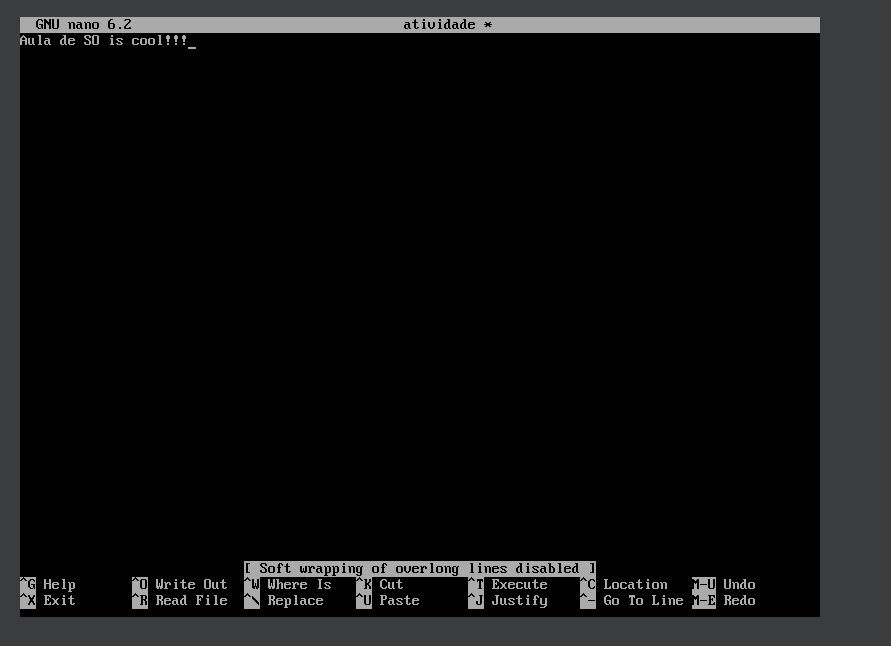 GNU nano 6.2 atividade *
Aula de SO is cool!!!_
[ Soft wrapping of overlong lines disabled ]
^G Help ^O Write Out ^W Where Is ^K Cut ^T Execute ^C Location M-U Undo
^X Exit ^R Read File ^\ Replace ^U Paste ^J Justify ^- Go To Line M-E Redo